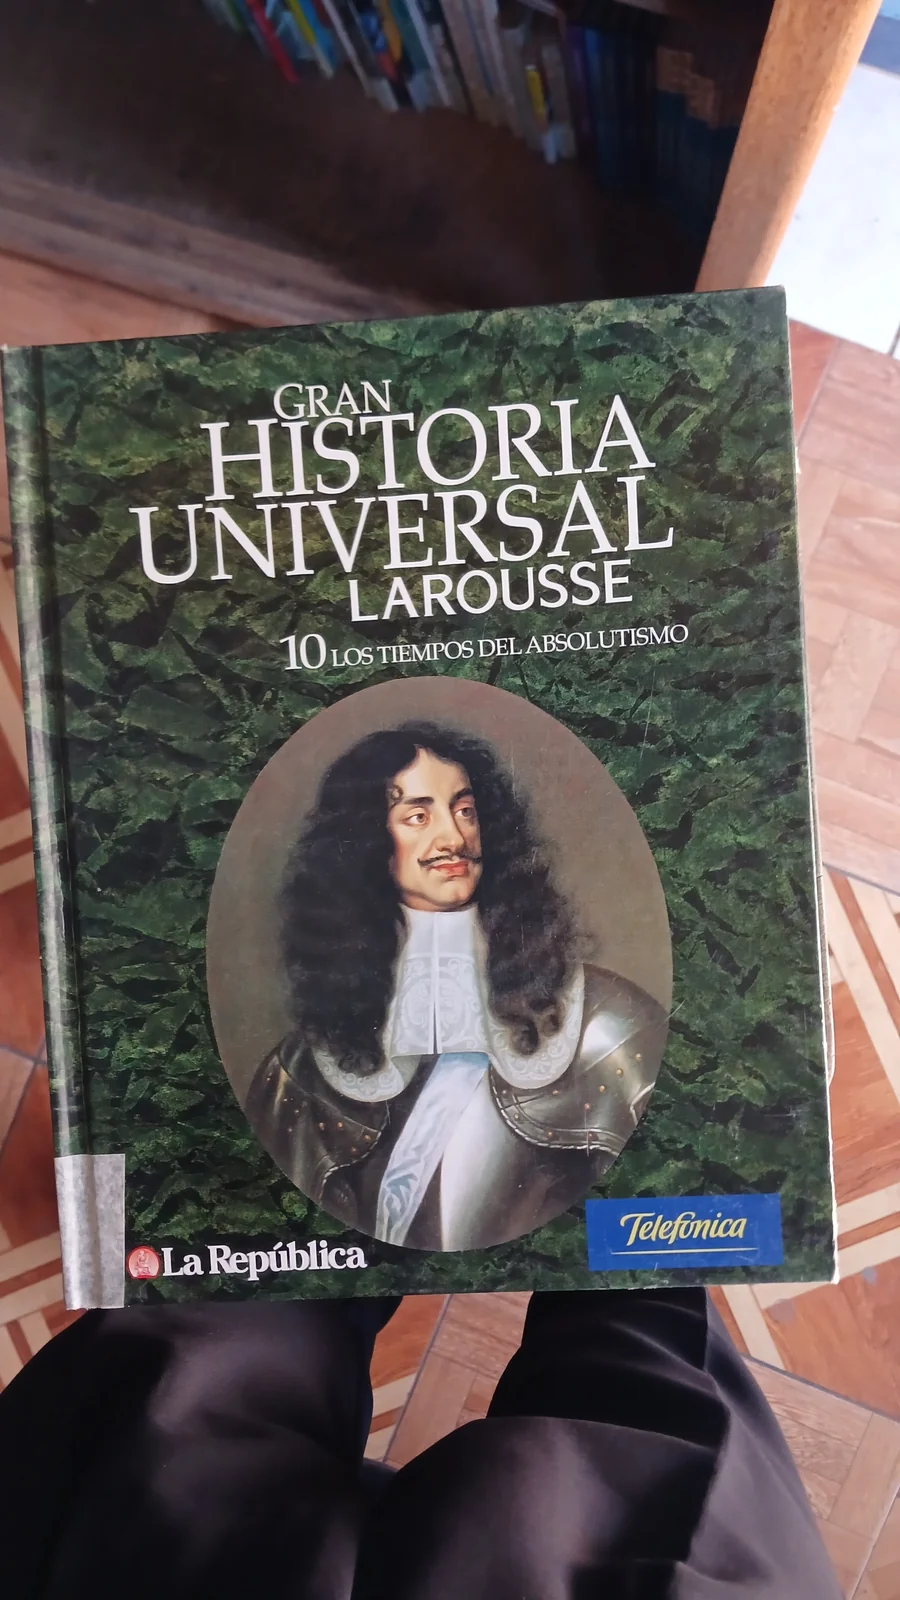 GRAN
HISTORIA
UNIVERSAL
LAROUSSE
10 LOS TIEMPOS DEL ABSOLUTISMO
La República
Telefónica